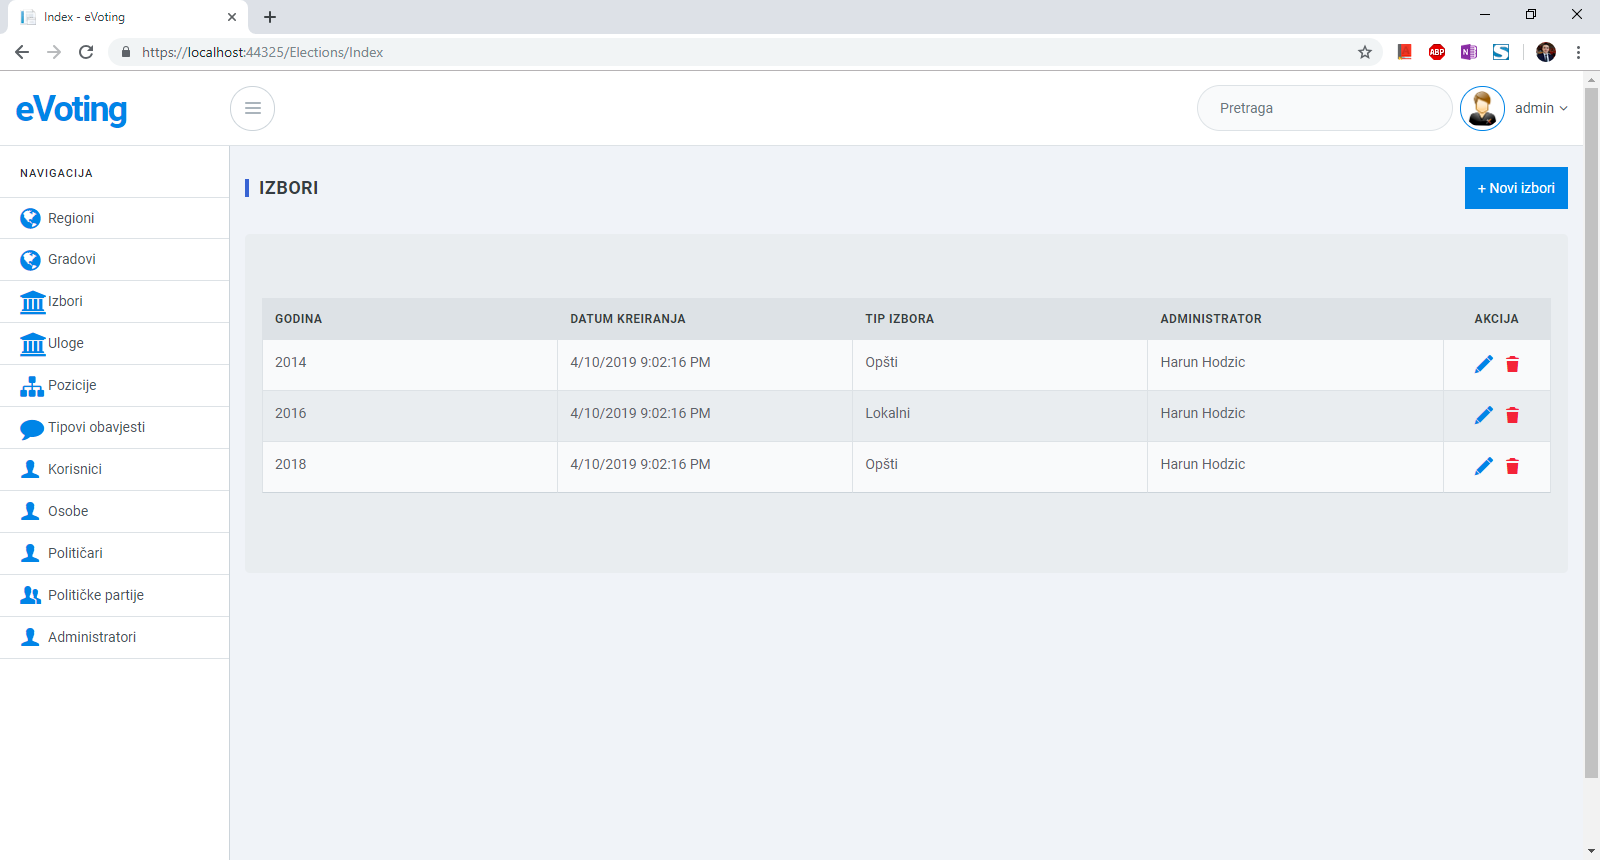 Index - eVoting
https://localhost:44325/Elections/Index
ABP
N
S
eVoting
Pretraga
admin
NAVIGACIJA
Regioni
Gradovi
Izbori
Uloge
Pozicije
Tipovi obavjesti
Korisnici
Osobe
Političari
Političke partije
Administratori
IZBORI
+ Novi izbori
GODINA DATUM KREIRANJA TIP IZBORA ADMINISTRATOR AKCIJA
2014 4/10/2019 9:02:16 PM Opšti Harun Hodzic
2016 4/10/2019 9:02:16 PM Lokalni Harun Hodzic
2018 4/10/2019 9:02:16 PM Opšti Harun Hodzic